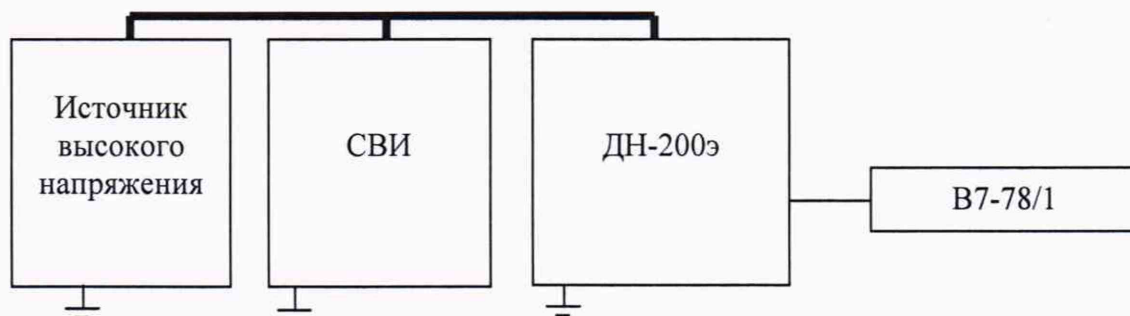 Источник
высокого
напряжения
СВИ
ДН-200э
В7-78/1